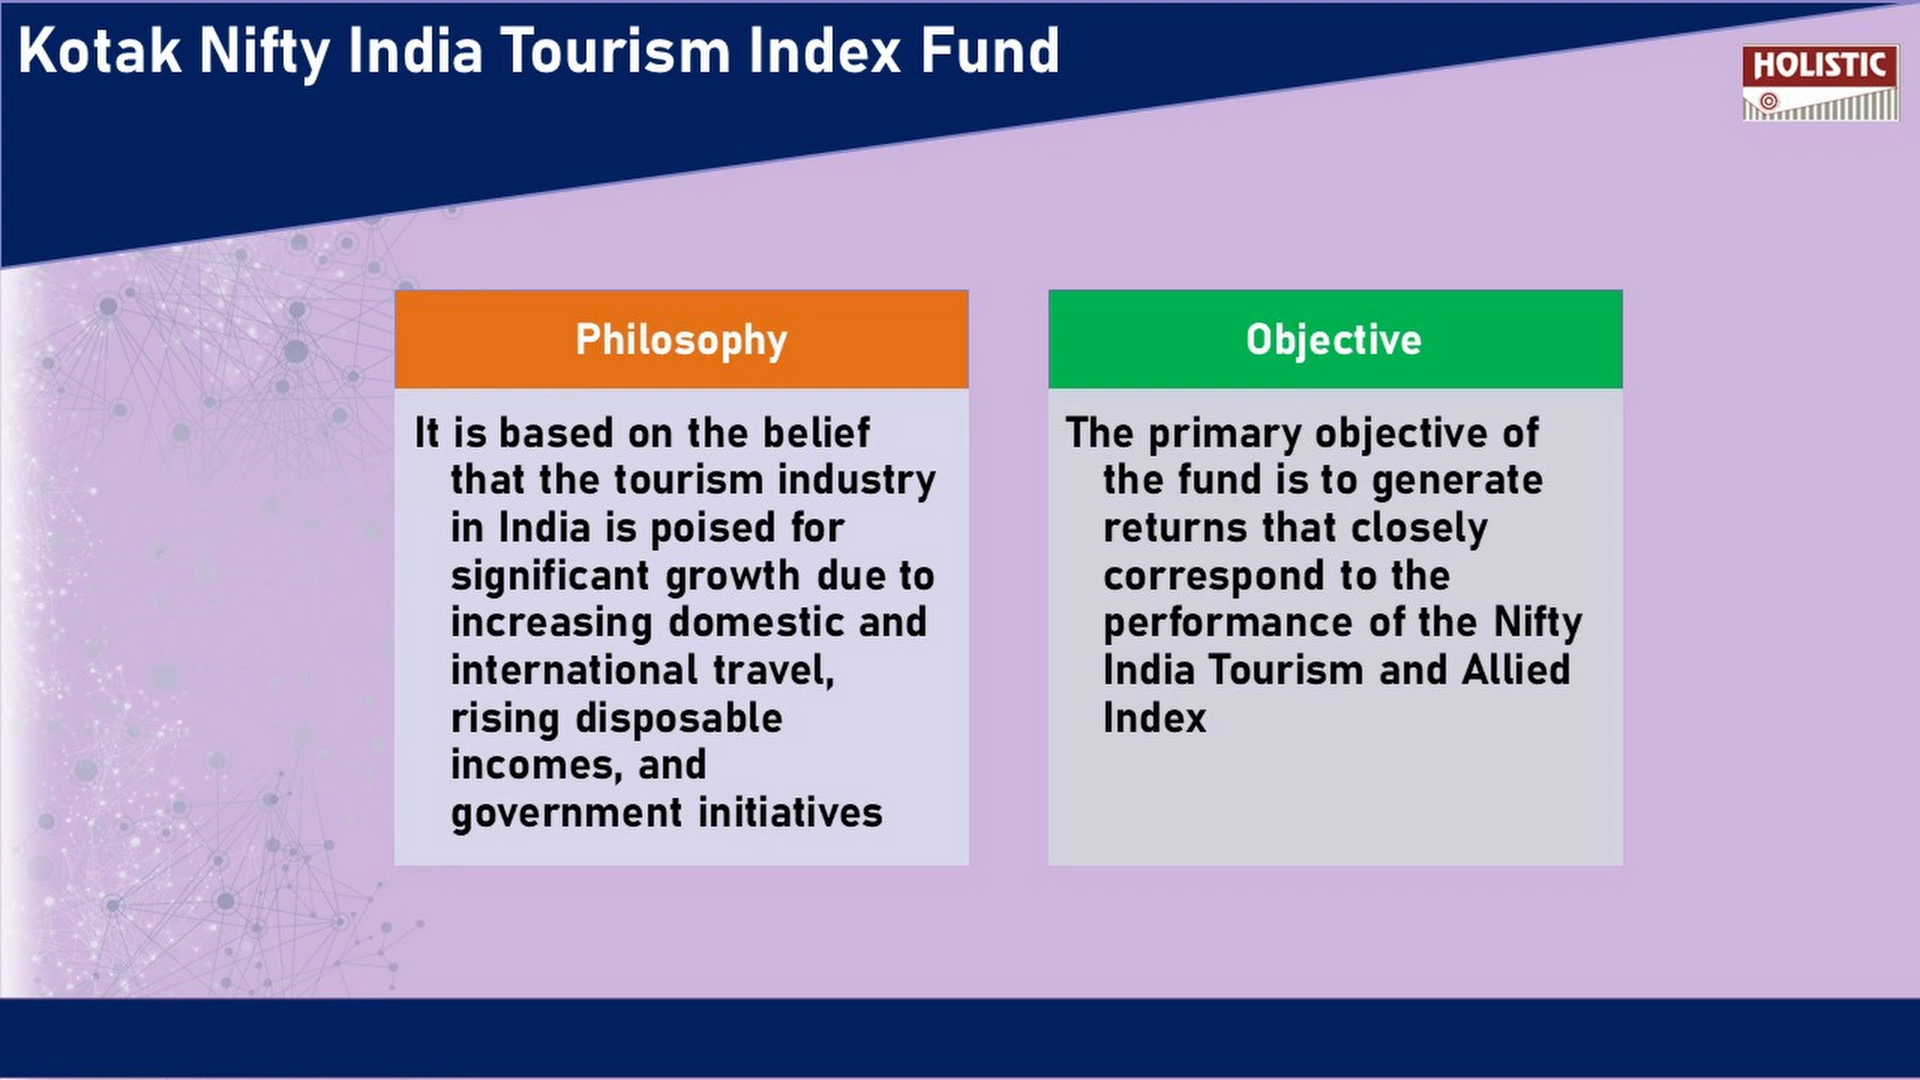 Kotak Nifty India Tourism Index Fund
HOLISTIC
Philosophy
It is based on the belief
that the tourism industry
in India is poised for
significant growth due to
increasing domestic and
international travel,
rising disposable
incomes, and
government initiatives
Objective
The primary objective of
the fund is to generate
returns that closely
correspond to the
performance of the Nifty
India Tourism and Allied
Index